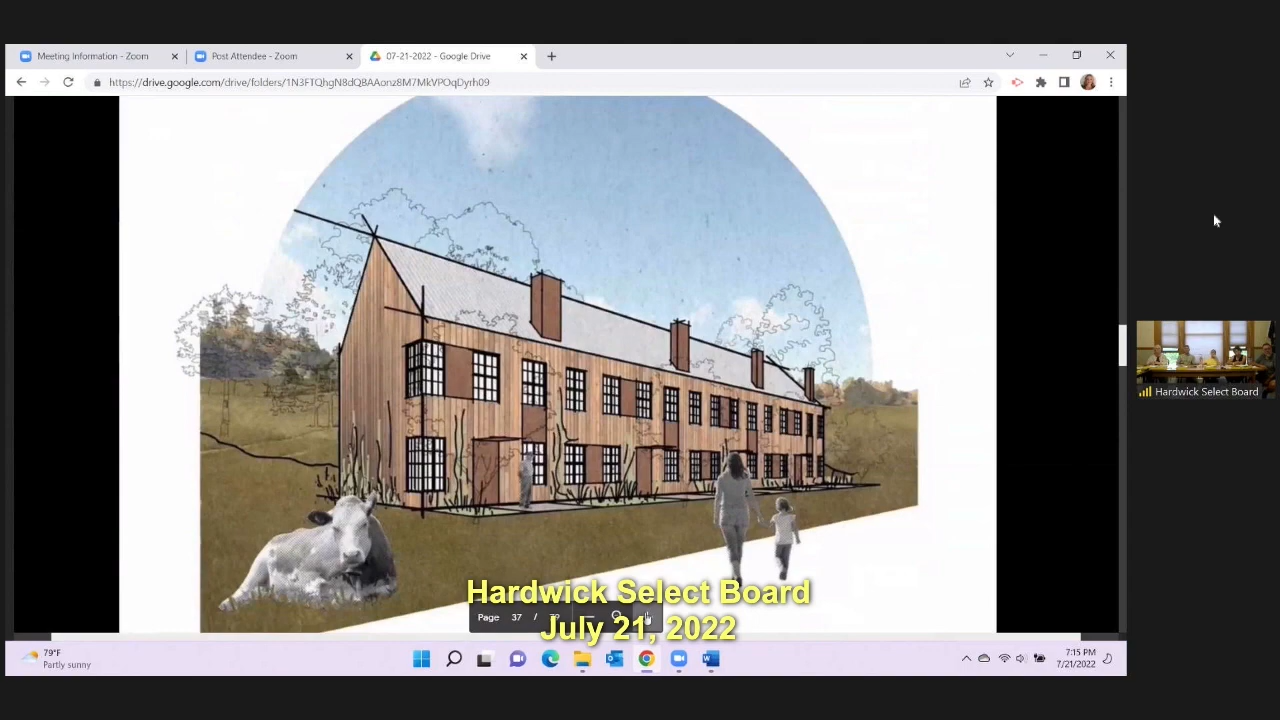 Meeting Information - Zoom
Post Attendee - Zoom
07-21-2022 - Google Drive
https://drive.google.com/drive/folders/1N3FTQhgN8dQBAAonz8M7MkVPOqDyrh09
Hardwick Select Board
Hardwick Select Board
Page 37 / 79
July 21, 2022
79°F
Partly sunny
7:15 PM
7/21/2022